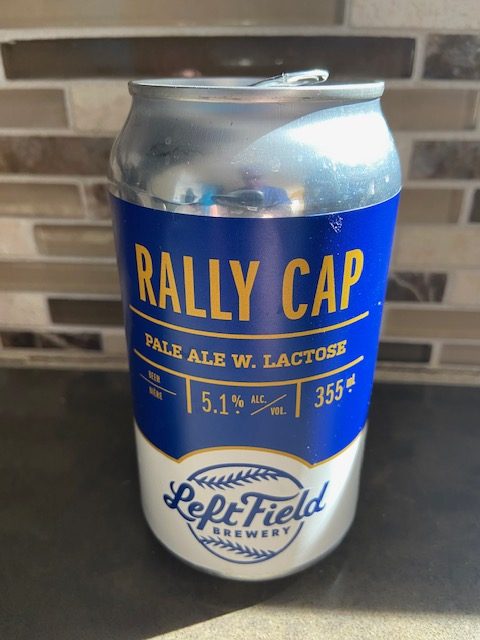 RALLY CAP
PALE ALE W. LACTOSE
BEER
BIÈRE
5.1% ALC./VOL.
355 mL
Left Field
BREWERY